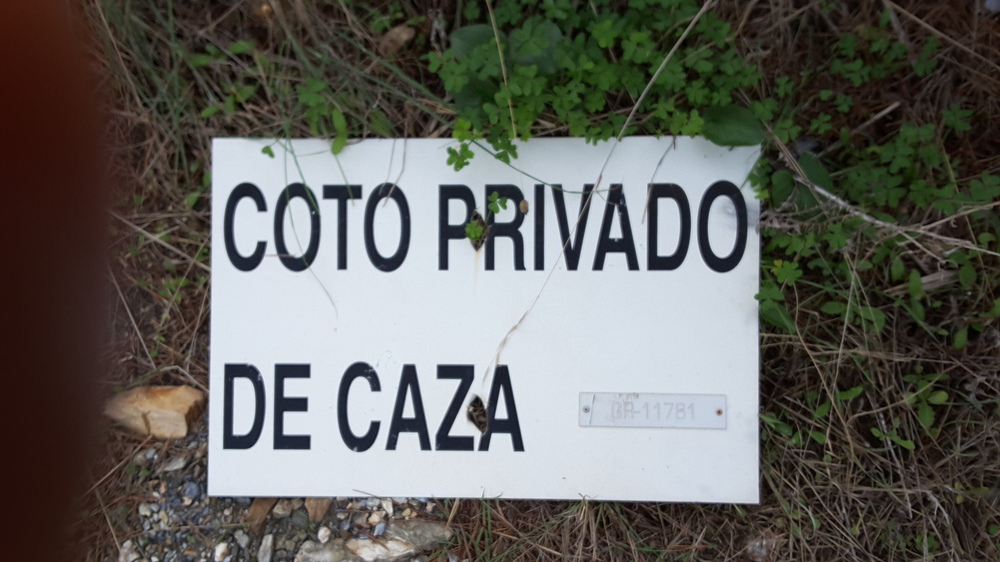 COTO PRIVADO
DE CAZA
GR-11781